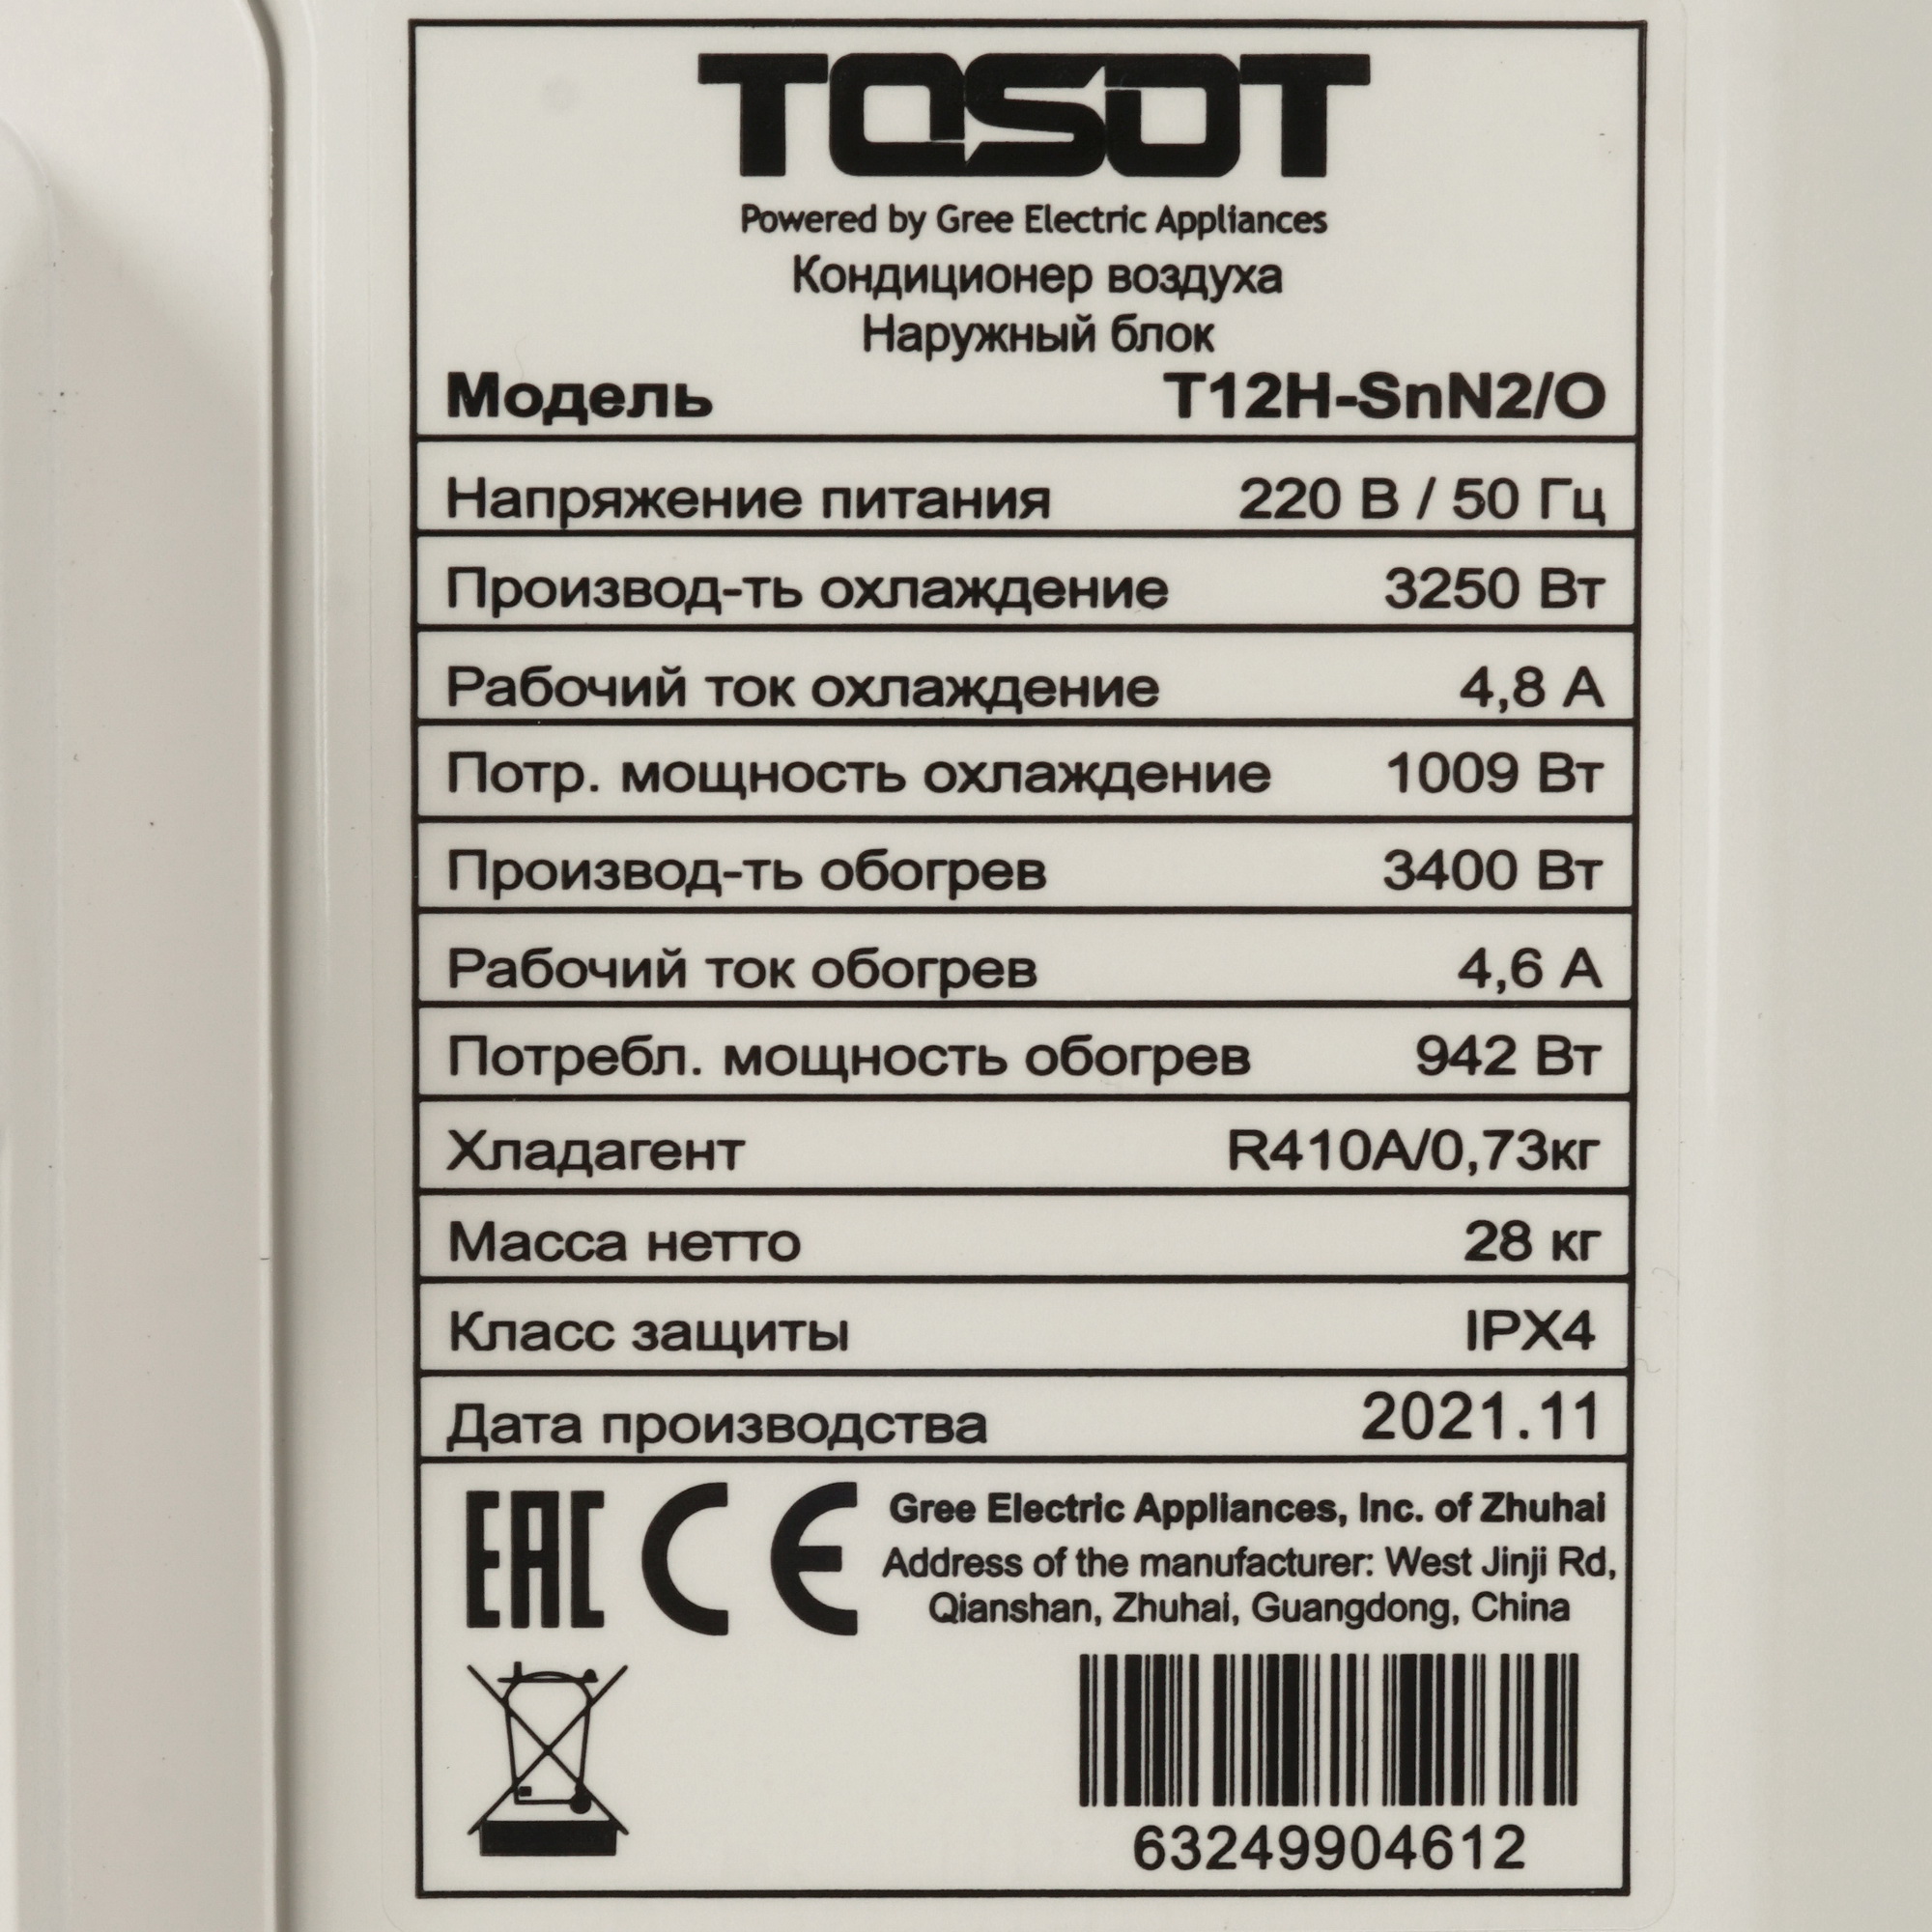 TOSOT
Powered by Gree Electric Appliances
Кондиционер воздуха
Наружный блок
Модель T12H-SnN2/O
Напряжение питания 220 В / 50 Гц
Производ-ть охлаждение 3250 Вт
Рабочий ток охлаждение 4,8 А
Потр. мощность охлаждение 1009 Вт
Производ-ть обогрев 3400 Вт
Рабочий ток обогрев 4,6 А
Потребл. мощность обогрев 942 Вт
Хладагент R410A/0,73кг
Масса нетто 28 кг
Класс защиты IPX4
Дата производства 2021.11
EAC CE
Gree Electric Appliances, Inc. of Zhuhai
Address of the manufacturer: West Jinji Rd,
Qianshan, Zhuhai, Guangdong, China
63249904612